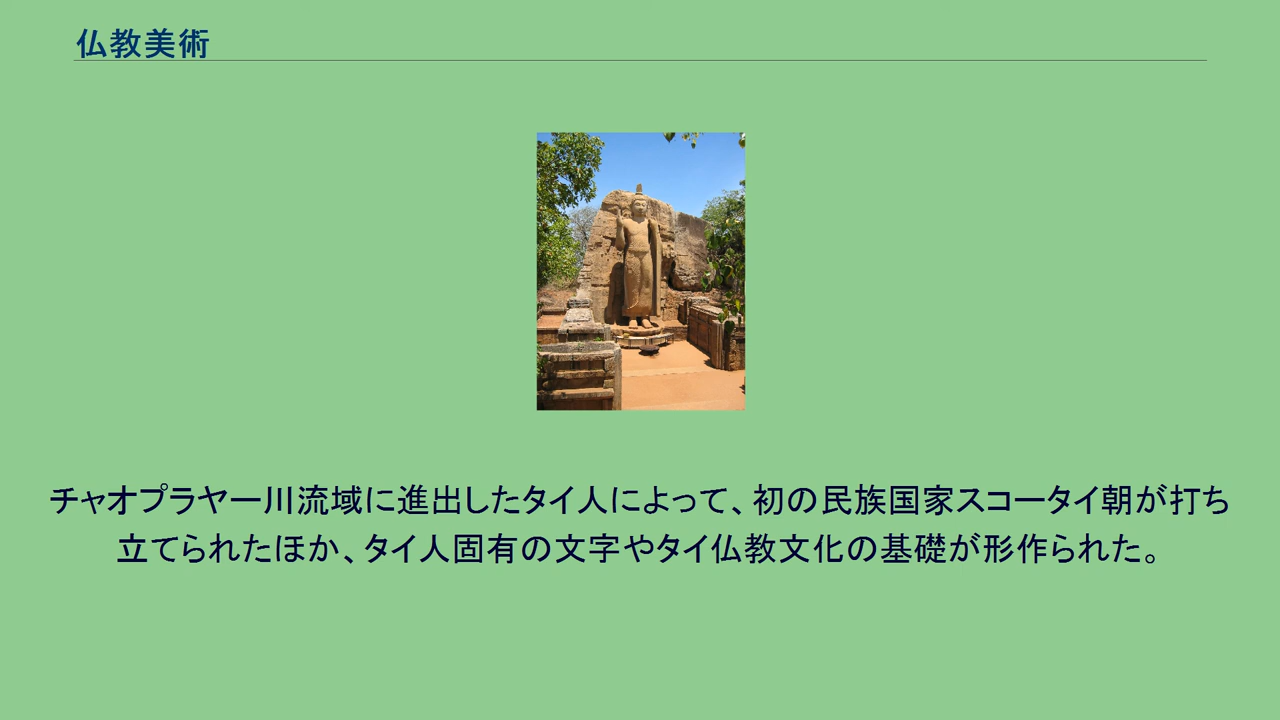 仏教美術
チャオプラヤー川流域に進出したタイ人によって、初の民族国家スコータイ朝が打ち
立てられたほか、タイ人固有の文字やタイ仏教文化の基礎が形作られた。